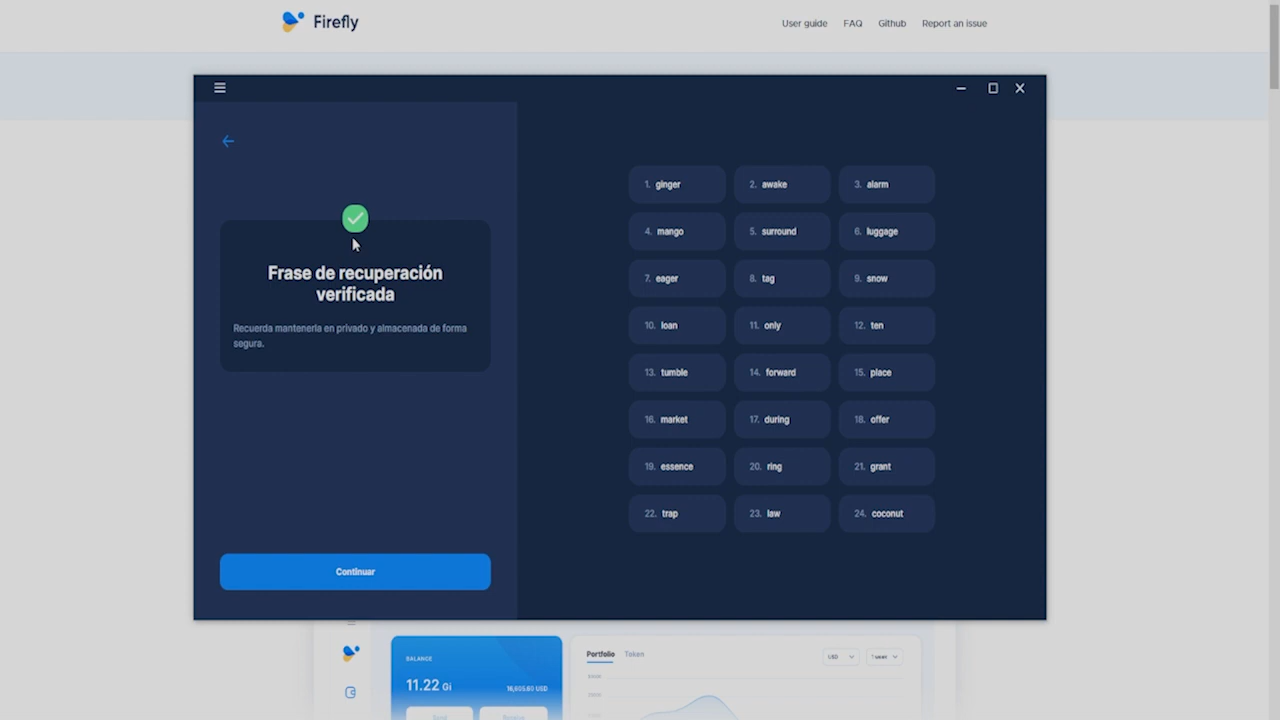 Firefly
User guide FAQ Github Report an issue
1. ginger 2. awake 3. alarm
4. mango 5. surround 6. luggage
7. eager 8. tag 9. snow
10. loan 11. only 12. ten
13. tumble 14. forward 15. place
16. market 17. during 18. offer
19. essence 20. ring 21. grant
22. trap 23. law 24. coconut
Frase de recuperación
verificada
Recuerda mantenerla en privado y almacenada de forma
segura.
Continuar
BALANCE
11.22 Gi
Portfolio Token
USD